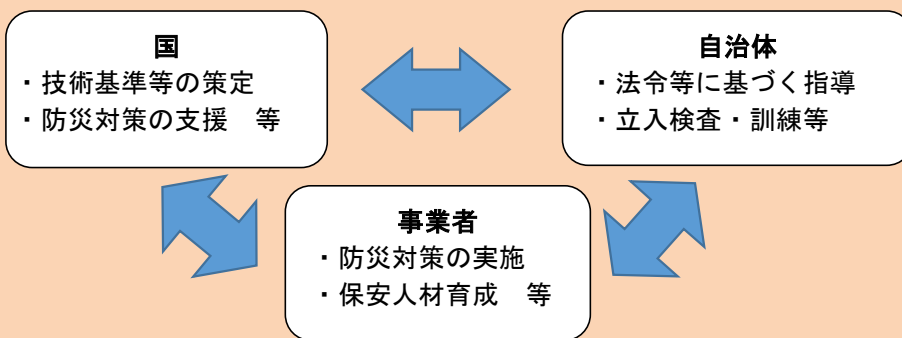 国
・技術基準等の策定
・防災対策の支援　等
自治体
・法令等に基づく指導
・立入検査・訓練等
事業者
・防災対策の実施
・保安人材育成　等